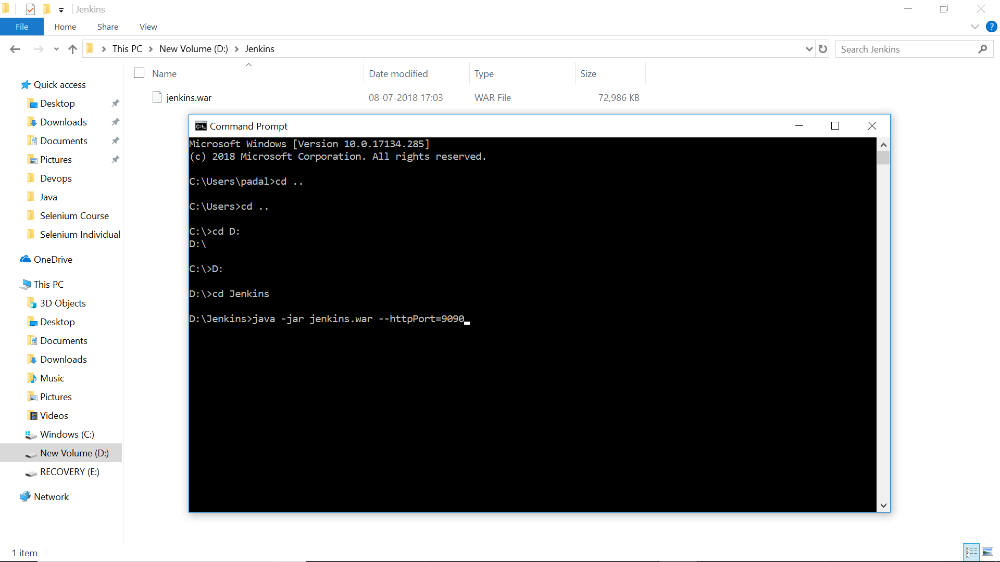 Jenkins
File Home Share View
?
This PC New Volume (D:) Jenkins
Search Jenkins
Name Date modified Type Size
jenkins.war 08-07-2018 17:03 WAR File 72,986 KB
Quick access
Desktop
Downloads
Documents
Pictures
Devops
Java
Selenium Course
Selenium Individual
OneDrive
This PC
3D Objects
Desktop
Documents
Downloads
Music
Pictures
Videos
Windows (C:)
New Volume (D:)
RECOVERY (E:)
Network
C:\. Command Prompt
Microsoft Windows [Version 10.0.17134.285]
(c) 2018 Microsoft Corporation. All rights reserved.
C:\Users\padal>cd ..
C:\Users>cd ..
C:\>cd D:
D:\
C:\>D:
D:\>cd Jenkins
D:\Jenkins>java -jar jenkins.war --httpPort=9090
1 item